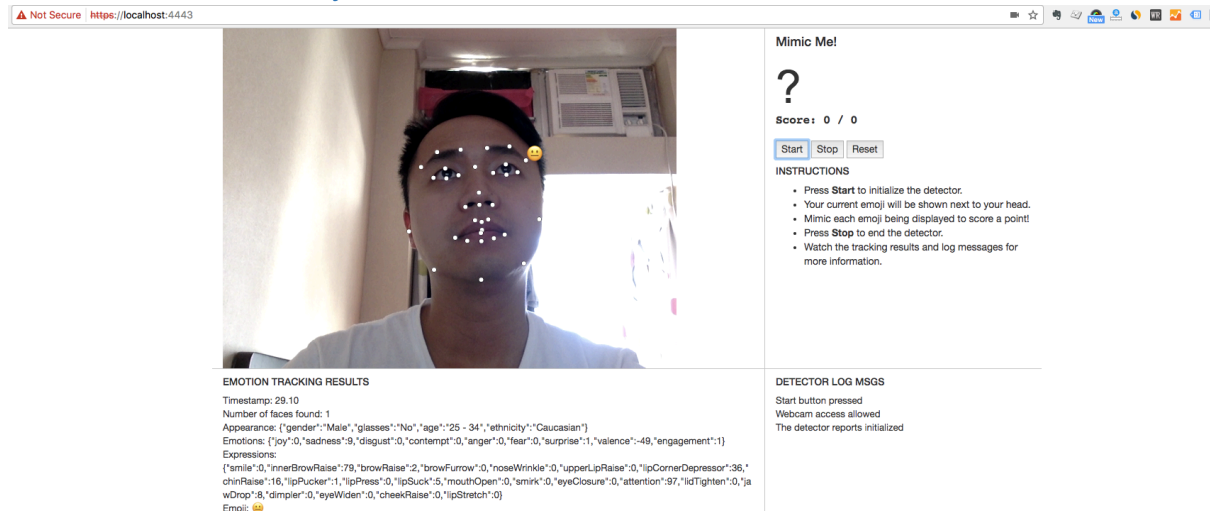 Not Secure https://localhost:4443
New
WR
Mimic Me!
?
Score: 0 / 0
Start Stop Reset
INSTRUCTIONS
• Press Start to initialize the detector.
• Your current emoji will be shown next to your head.
• Mimic each emoji being displayed to score a point!
• Press Stop to end the detector.
• Watch the tracking results and log messages for
more information.
EMOTION TRACKING RESULTS
Timestamp: 29.10
Number of faces found: 1
Appearance: {"gender":"Male","glasses":"No","age":"25 - 34","ethnicity":"Caucasian"}
Emotions: {"joy":0,"sadness":9,"disgust":0,"contempt":0,"anger":0,"fear":0,"surprise":1,"valence":-49,"engagement":1}
Expressions:
{"smile":0,"innerBrowRaise":79,"browRaise":2,"browFurrow":0,"noseWrinkle":0,"upperLipRaise":0,"lipCornerDepressor":36,"
chinRaise":16,"lipPucker":1,"lipPress":0,"lipSuck":5,"mouthOpen":0,"smirk":0,"eyeClosure":0,"attention":97,"lidTighten":0,"ja
wDrop":8,"dimpler":0,"eyeWiden":0,"cheekRaise":0,"lipStretch":0}
Emoji: 😐
DETECTOR LOG MSGS
Start button pressed
Webcam access allowed
The detector reports initialized